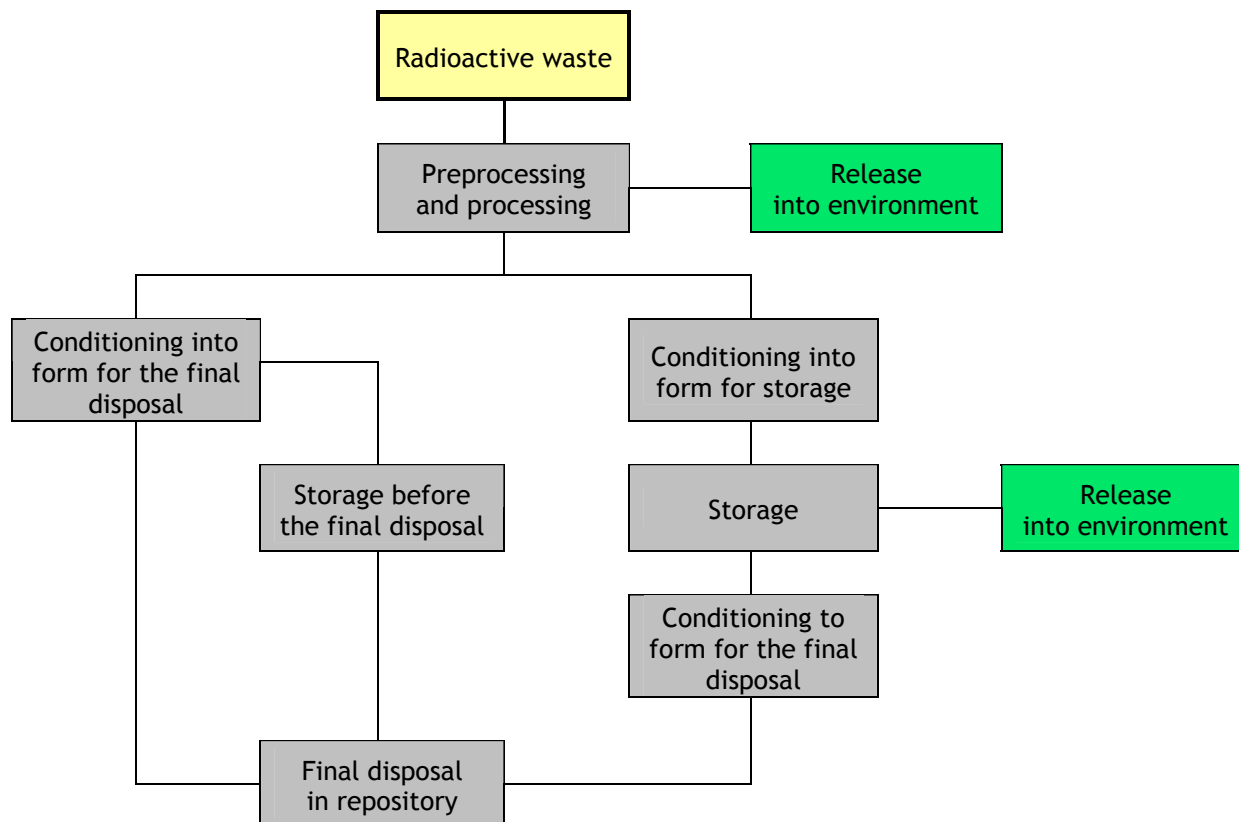 Radioactive waste
Preprocessing
and processing
Release
into environment
Conditioning into
form for the final
disposal
Conditioning into
form for storage
Storage before
the final disposal
Storage
Release
into environment
Conditioning to
form for the final
disposal
Final disposal
in repository